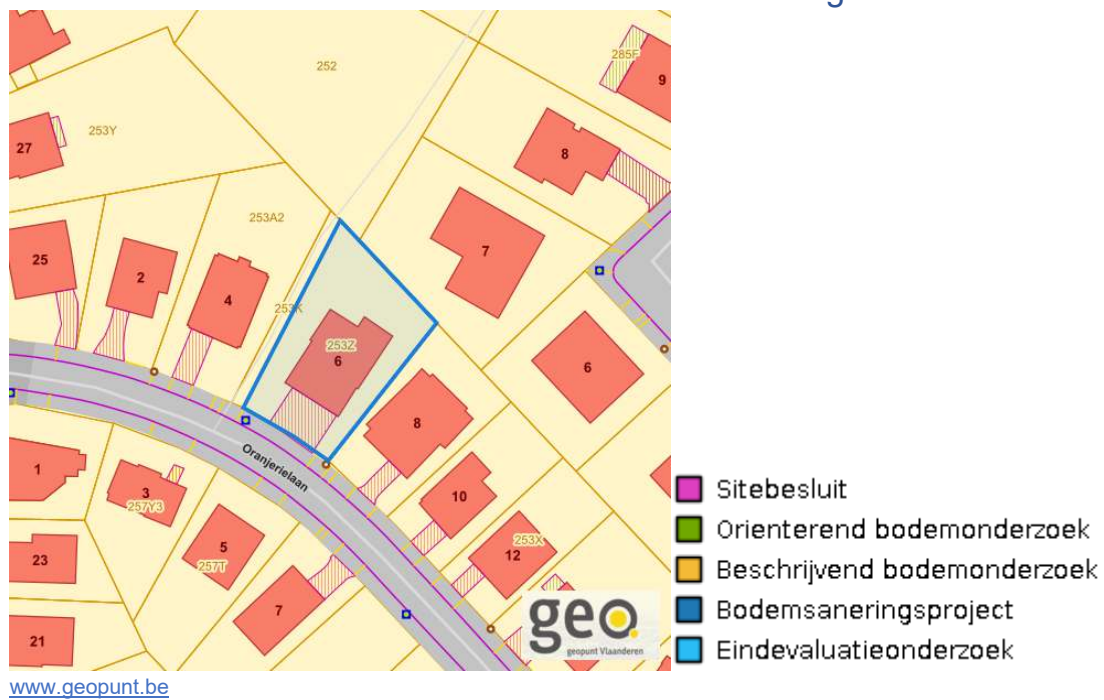 252
285F
9
253Y
27
8
253A2
7
25
2
4
253K
253Z
6
6
8
Oranjerielaan
1
3
257Y3
10
253X
12
5
257T
23
7
21
geo
geopunt Vlaanderen
Sitebesluit
Orienterend bodemonderzoek
Beschrijvend bodemonderzoek
Bodemsaneringsproject
Eindevaluatieonderzoek
www.geopunt.be